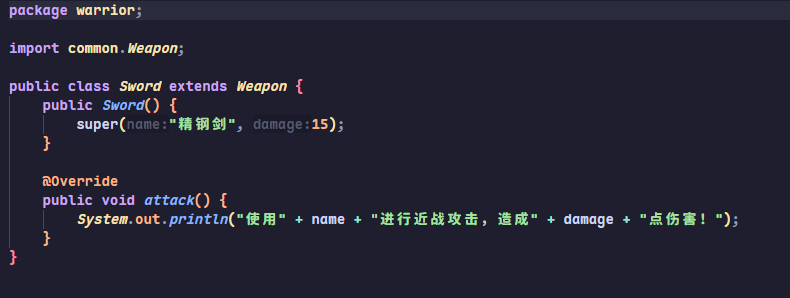 package warrior;
import common.Weapon;
public class Sword extends Weapon {
public Sword() {
super(name:"精钢剑", damage:15);
}
@Override
public void attack() {
System.out.println("使用" + name + "进行近战攻击，造成" + damage + "点伤害！");
}
}